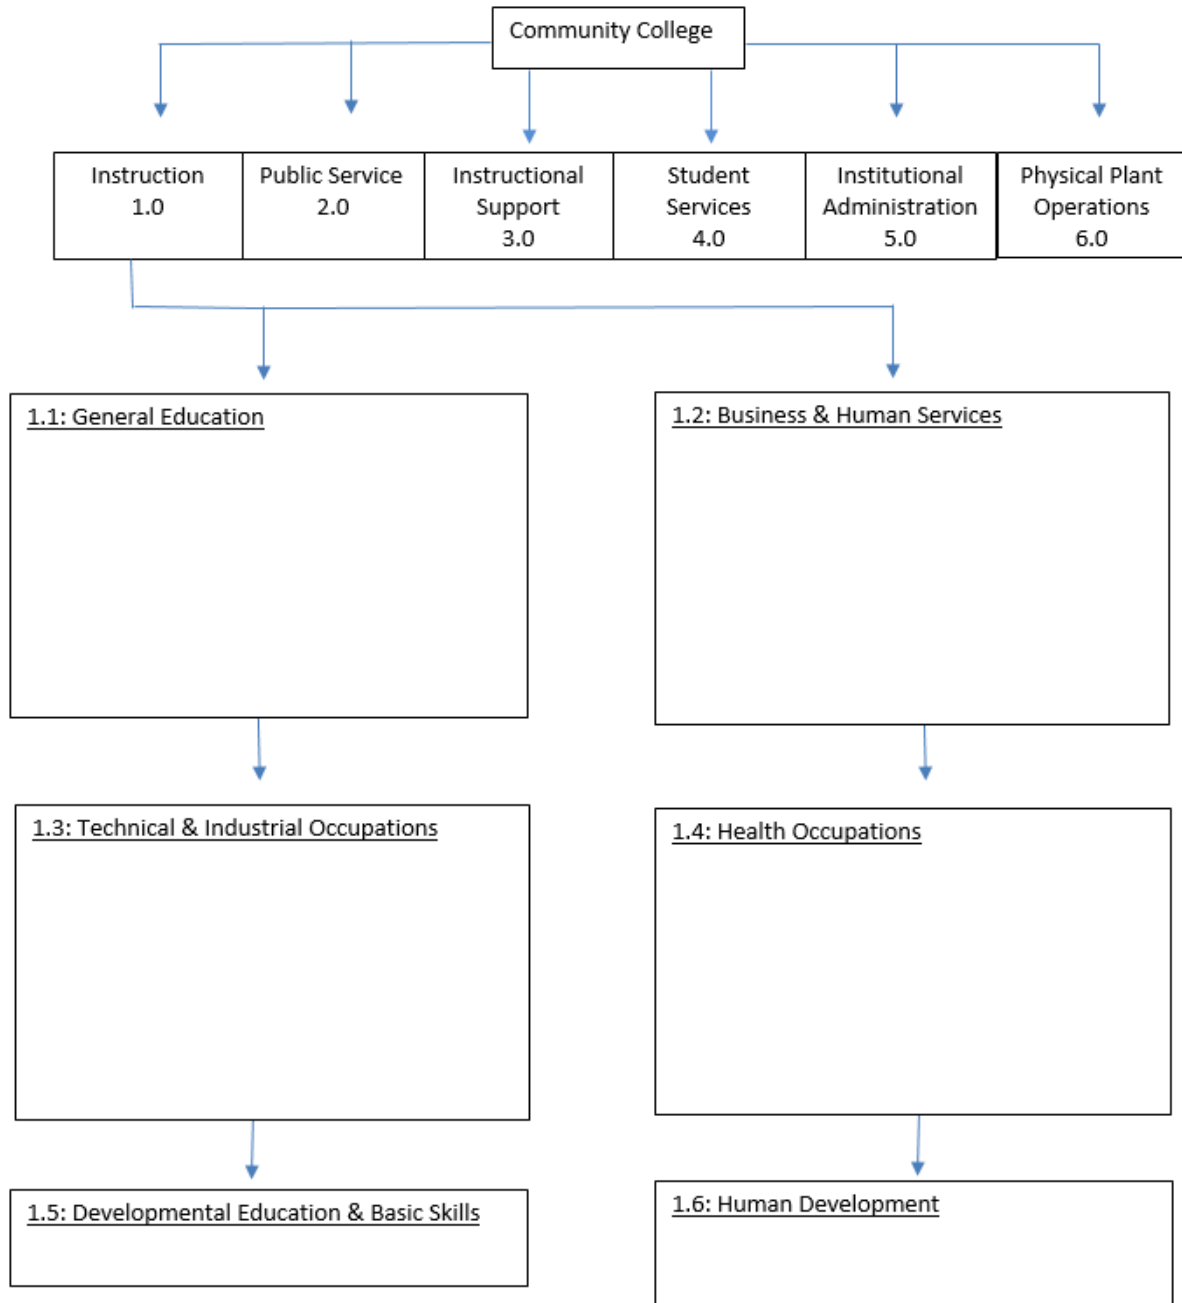 Community College
Instruction
1.0
Public Service
2.0
Instructional
Support
3.0
Student
Services
4.0
Institutional
Administration
5.0
Physical Plant
Operations
6.0
1.1: General Education
1.2: Business & Human Services
1.3: Technical & Industrial Occupations
1.4: Health Occupations
1.5: Developmental Education & Basic Skills
1.6: Human Development